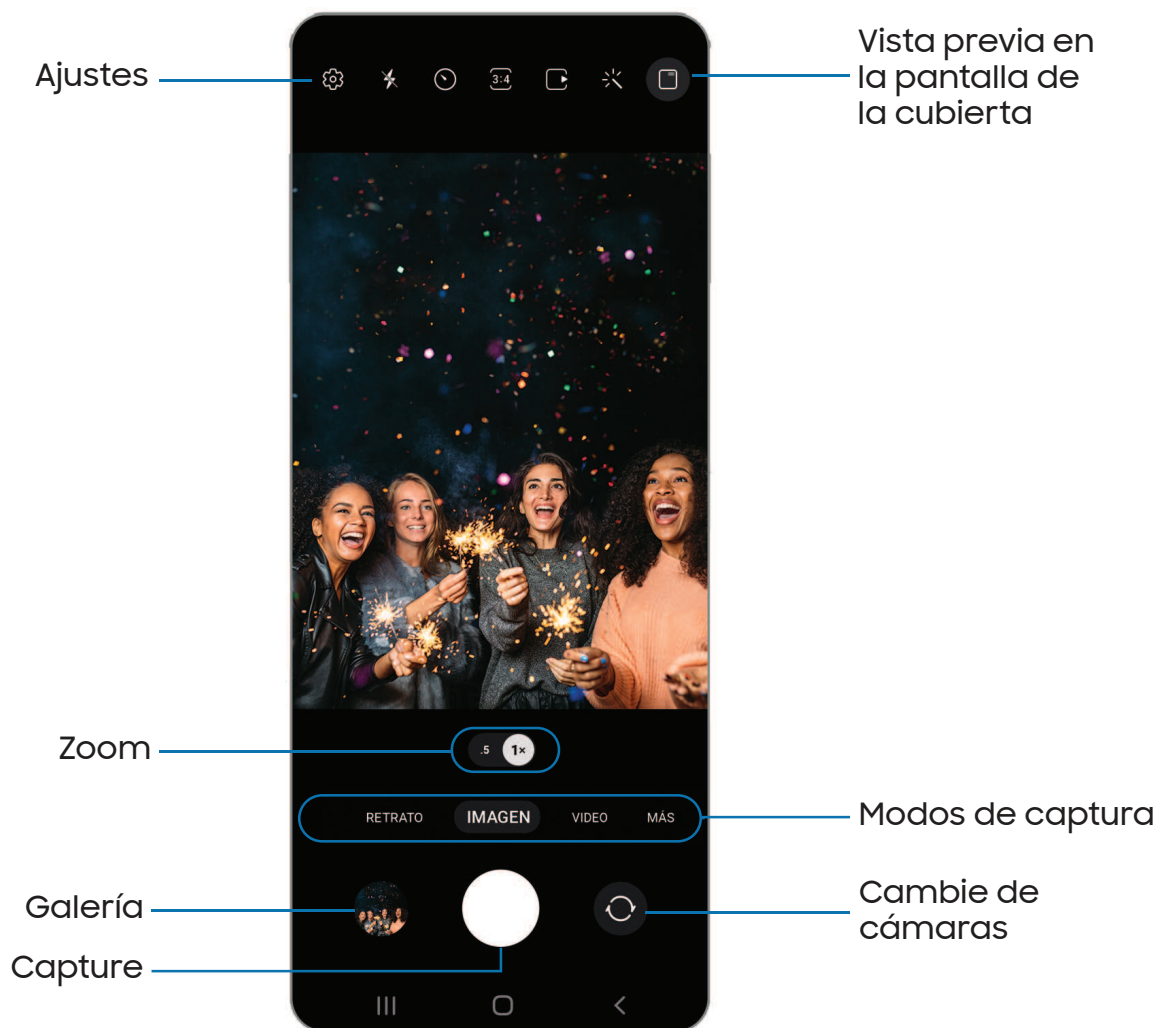 Ajustes
3:4
Vista previa en
la pantalla de
la cubierta
Zoom
.5 1×
RETRATO IMAGEN VIDEO MÁS
Modos de captura
Galería
Cambie de
cámaras
Capture